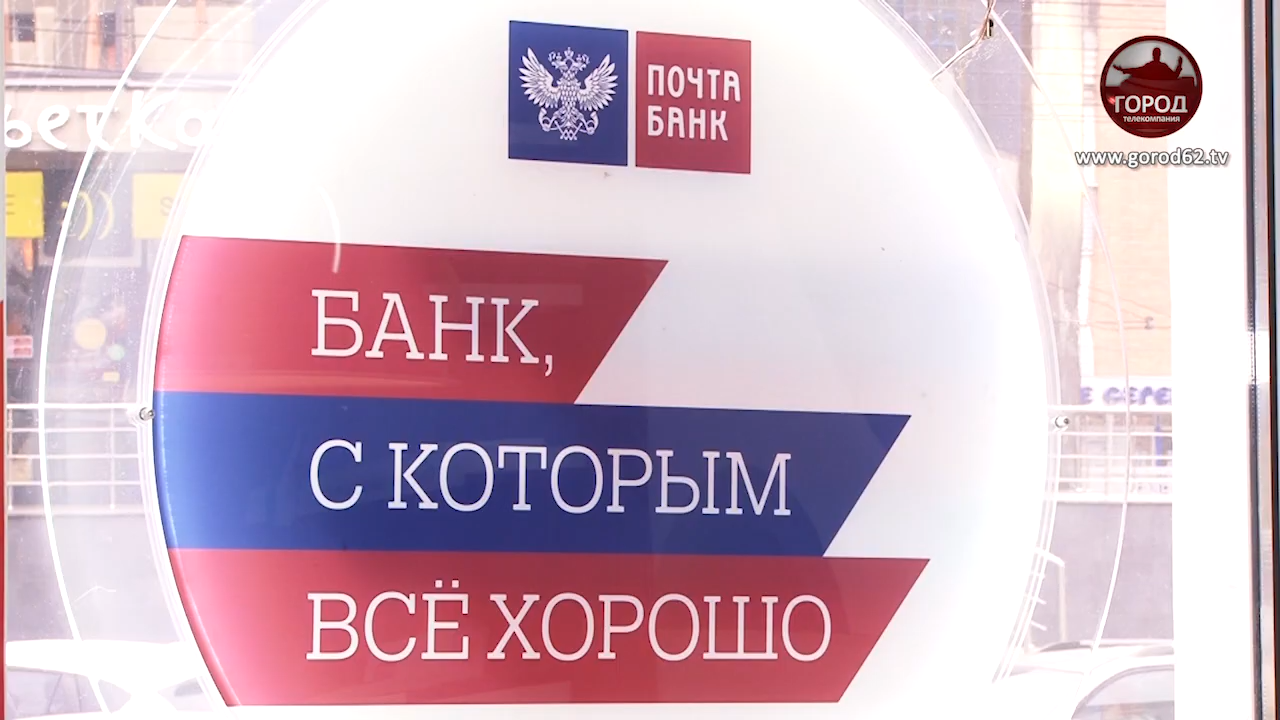 ПОЧТА
БАНК
ГОРОД
телекомпания
www.gorod62.tv
БАНК,
С КОТОРЫМ
ВСЁ ХОРОШО